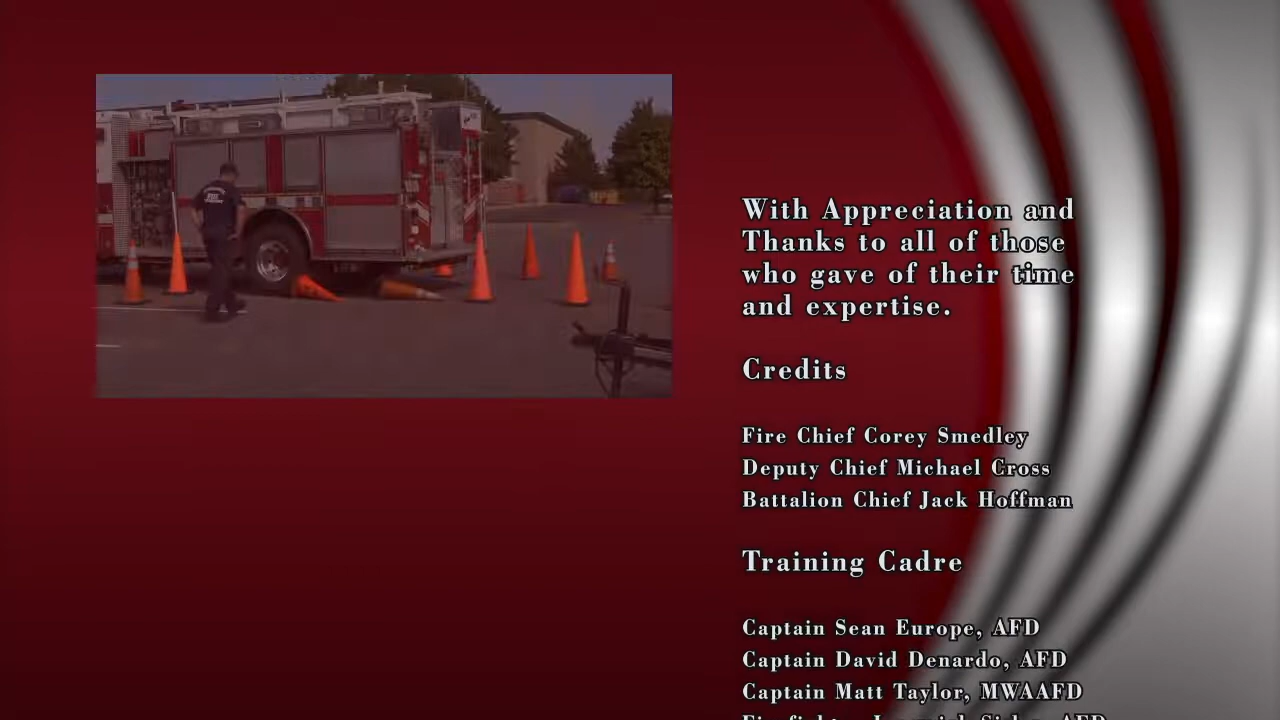 With Appreciation and
Thanks to all of those
who gave of their time
and expertise.
Credits
Fire Chief Corey Smedley
Deputy Chief Michael Cross
Battalion Chief Jack Hoffman
Training Cadre
Captain Sean Europe, AFD
Captain David Denardo, AFD
Captain Matt Taylor, MWAAFD